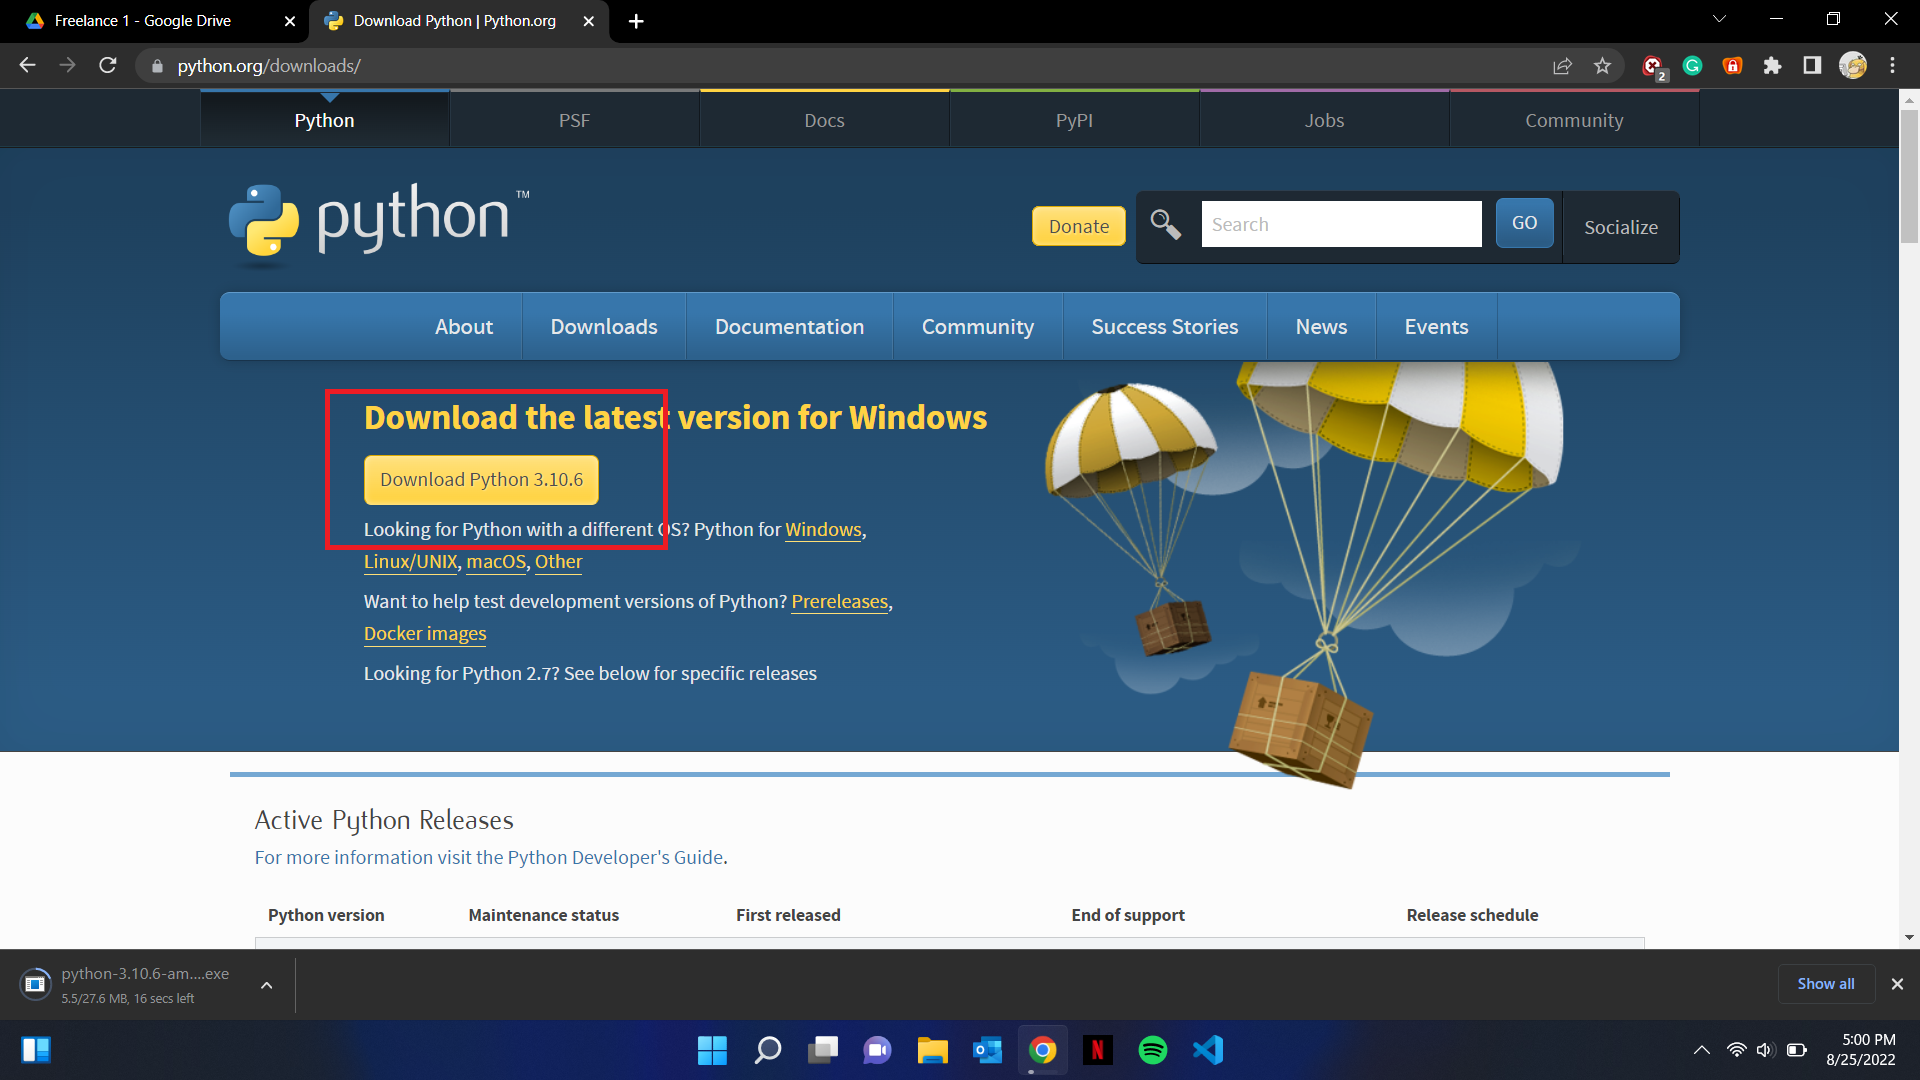 Freelance 1 - Google Drive
Download Python | Python.org
python.org/downloads/
2
Python
PSF
Docs
PyPI
Jobs
Community
python™
Donate
Search
GO
Socialize
About
Downloads
Documentation
Community
Success Stories
News
Events
Download the latest version for Windows
Download Python 3.10.6
Looking for Python with a different OS? Python for Windows,
Linux/UNIX, macOS, Other
Want to help test development versions of Python? Prereleases,
Docker images
Looking for Python 2.7? See below for specific releases
Active Python Releases
For more information visit the Python Developer's Guide.
Python version
Maintenance status
First released
End of support
Release schedule
python-3.10.6-am....exe
5.5/27.6 MB, 16 secs left
Show all
5:00 PM
8/25/2022